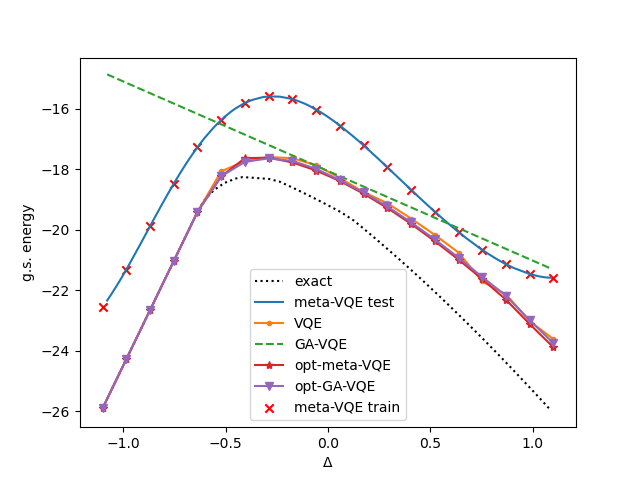 −16
−18
−20
−22
−24
−26
g.s. energy
exact
meta-VQE test
VQE
GA-VQE
opt-meta-VQE
opt-GA-VQE
meta-VQE train
−1.0
−0.5
0.0
0.5
1.0
Δ